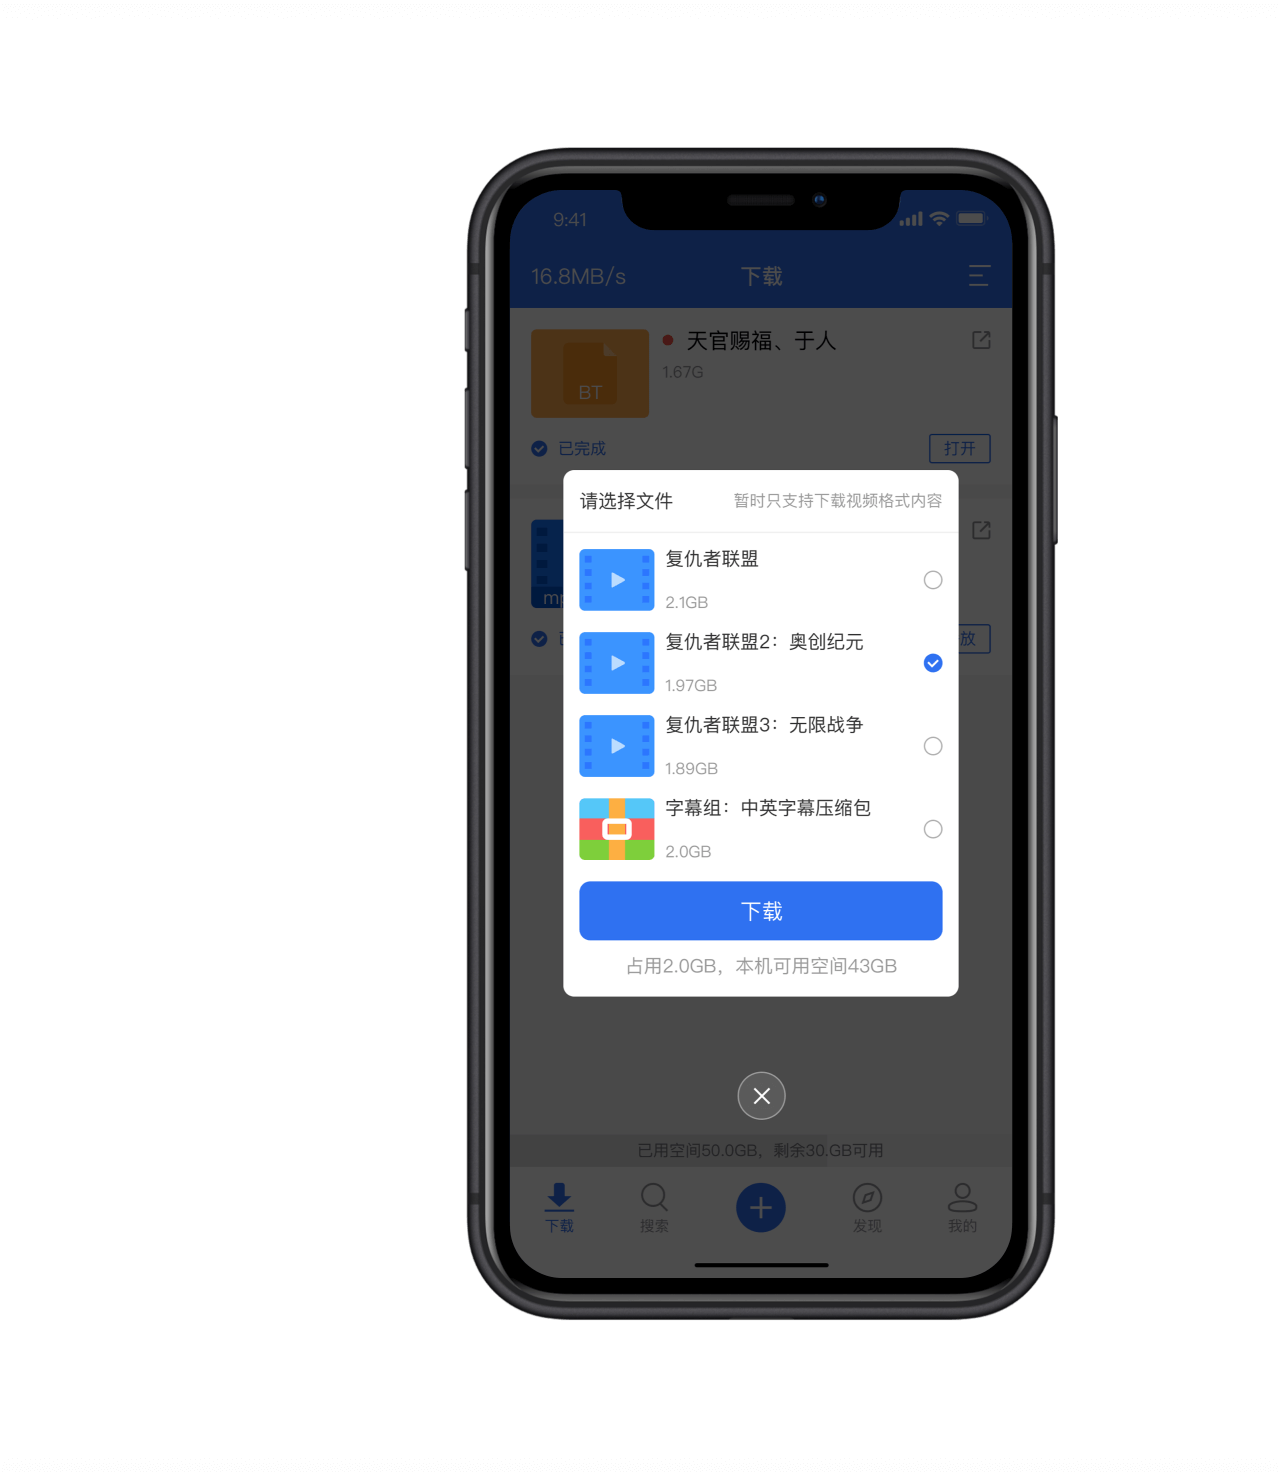 9:41
16.8MB/s
下载
天官赐福、于人
1.67G
BT
已完成
打开
请选择文件
暂时只支持下载视频格式内容
复仇者联盟
2.1GB
复仇者联盟2：奥创纪元
1.97GB
放
复仇者联盟3：无限战争
1.89GB
字幕组：中英字幕压缩包
2.0GB
下载
占用2.0GB，本机可用空间43GB
已用空间50.0GB，剩余30.GB可用
下载
搜索
发现
我的